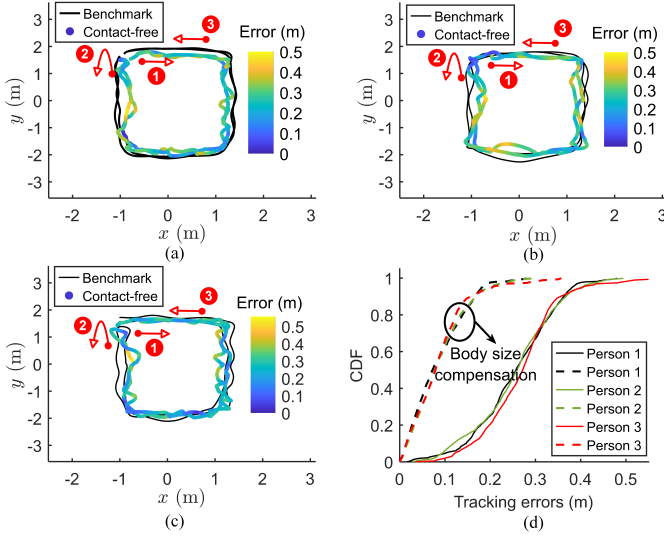 Benchmark
Contact-free
Error (m)
3
2
1
0.5
0.4
0.3
0.2
0.1
0
3
2
1
0
-1
-2
-3
y (m)
-2
-1
0
1
2
3
x (m)
(a)
Benchmark
Contact-free
Error (m)
3
2
1
0.5
0.4
0.3
0.2
0.1
0
3
2
1
0
-1
-2
-3
y (m)
-2
-1
0
1
2
3
x (m)
(b)
Benchmark
Contact-free
Error (m)
3
2
1
0.5
0.4
0.3
0.2
0.1
0
3
2
1
0
-1
-2
-3
y (m)
-2
-1
0
1
2
3
x (m)
(c)
1
0.8
0.6
0.4
0.2
0
CDF
Body size
compensation
Person 1
Person 1
Person 2
Person 2
Person 3
Person 3
0
0.1
0.2
0.3
0.4
0.5
Tracking errors (m)
(d)